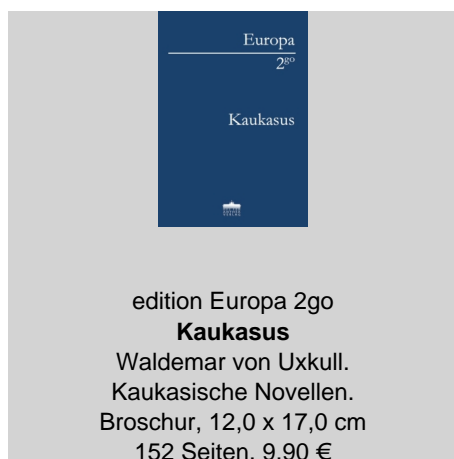 Europa
2go
Kaukasus
edition Europa 2go
Kaukasus
Waldemar von Uxkull.
Kaukasische Novellen.
Broschur, 12,0 x 17,0 cm
152 Seiten, 9,90 €